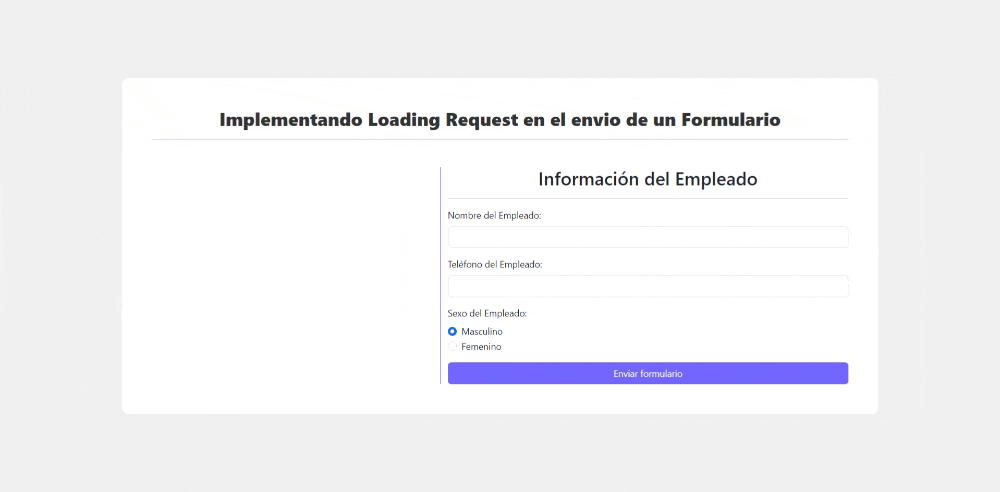 Implementando Loading Request en el envio de un Formulario
Información del Empleado
Nombre del Empleado:
Teléfono del Empleado:
Sexo del Empleado:
Masculino
Femenino
Enviar formulario